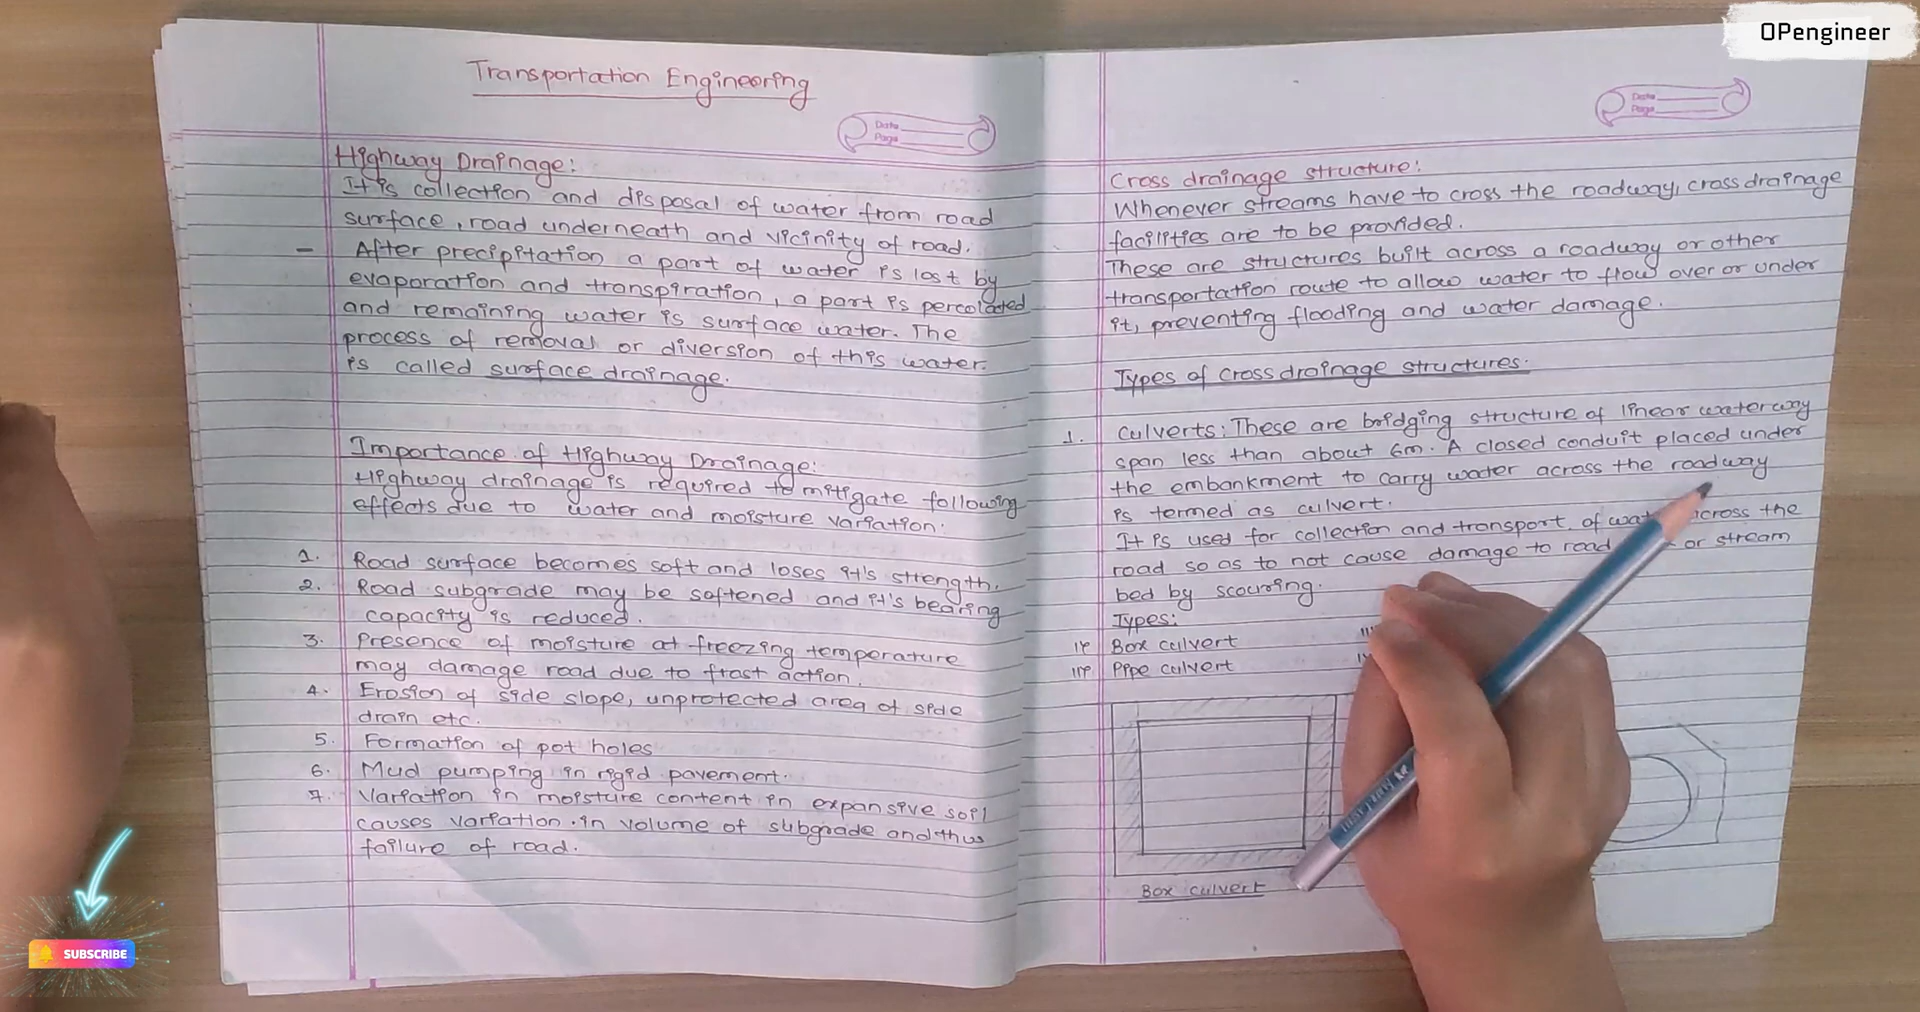 OPengineer
Transportation Engineering
Date
Page
Highway Drainage:
It is collection and disposal of water from road
surface, road underneath and vicinity of road.
- After precipitation a part of water is lost by
evaporation and transpiration, a part is percolated
and remaining water is surface water. The
process of removal or diversion of this water
is called surface drainage.
Importance of Highway Drainage:
Highway drainage is required to mitigate following
effects due to water and moisture variation:
1. Road surface becomes soft and loses it's strength.
2. Road subgrade may be softened and it's bearing
capacity is reduced.
3. Presence of moisture at freezing temperature
may damage road due to frost action.
4. Erosion of side slope, unprotected area of side
drain etc.
5. Formation of pot holes
6. Mud pumping in rigid pavement.
7. Variation in moisture content in expansive soil
causes variation in volume of subgrade and thus
failure of road.
SUBSCRIBE
Date
Page
Cross drainage structure:
Whenever streams have to cross the roadway, cross drainage
facilities are to be provided.
These are structures built across a roadway or other
transportation route to allow water to flow over or under
it, preventing flooding and water damage.
Types of cross drainage structures:
1. Culverts: These are bridging structure of linear waterway
span less than about 6m. A closed conduit placed under
the embankment to carry water across the roadway
is termed as culvert.
It is used for collection and transport of across the
road so as to not cause damage to road or stream
bed by scouring.
Types:
Box culvert
Pipe culvert
Box culvert